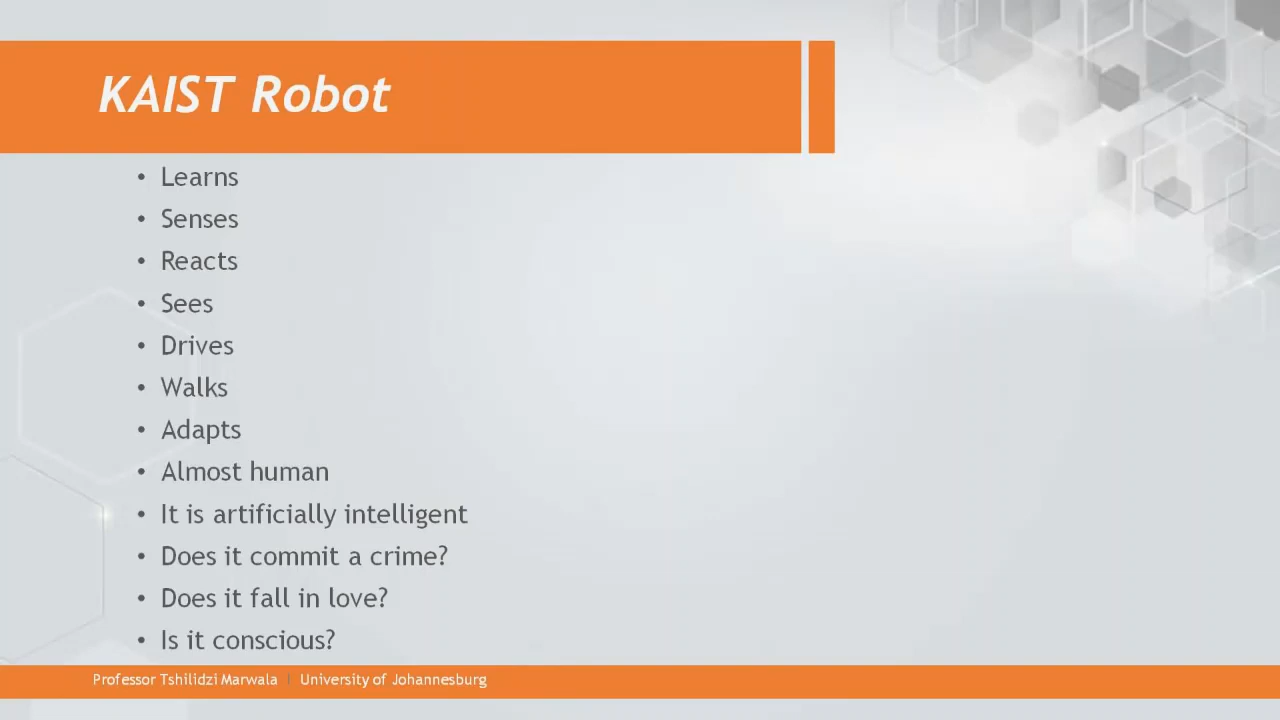 KAIST Robot
• Learns
• Senses
• Reacts
• Sees
• Drives
• Walks
• Adapts
• Almost human
• It is artificially intelligent
• Does it commit a crime?
• Does it fall in love?
• Is it conscious?
Professor Tshilidzi Marwala | University of Johannesburg